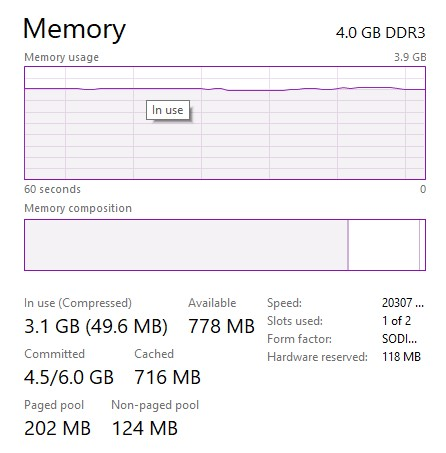 Memory 4.0 GB DDR3
Memory usage 3.9 GB
In use
60 seconds 0
Memory composition
In use (Compressed) Available
3.1 GB (49.6 MB) 778 MB
Committed Cached
4.5/6.0 GB 716 MB
Paged pool Non-paged pool
202 MB 124 MB
Speed: 20307 ...
Slots used: 1 of 2
Form factor: SODI...
Hardware reserved: 118 MB